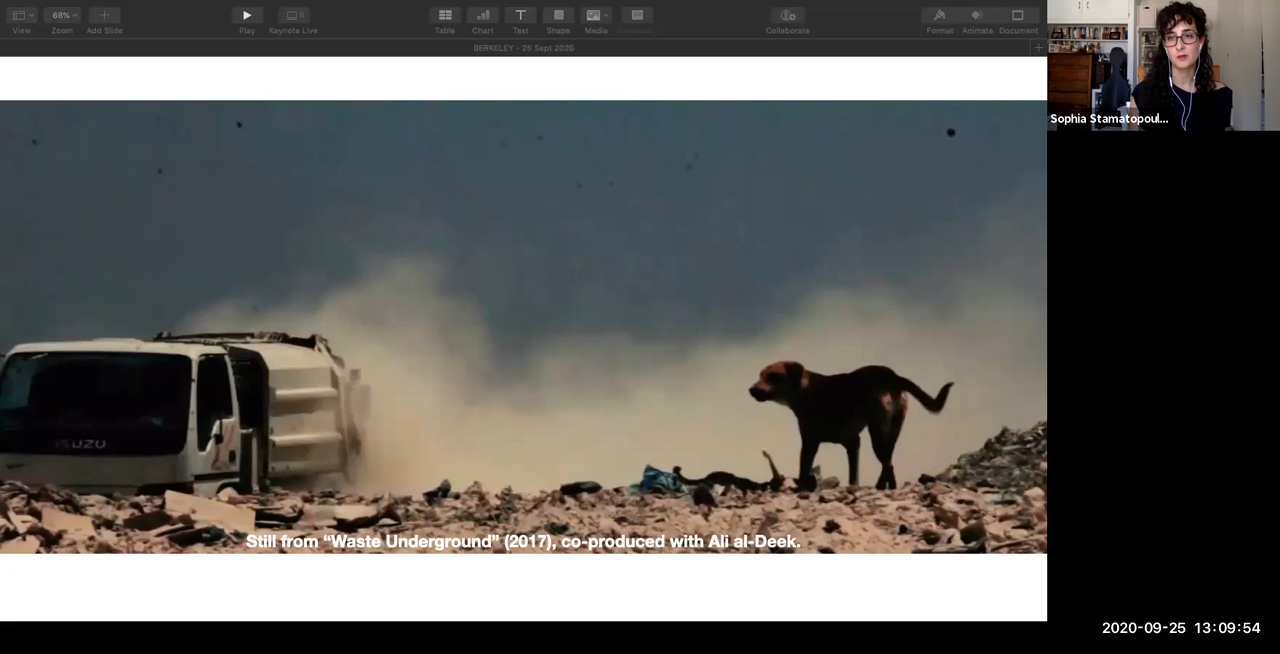 68%
View
Zoom
Add Slide
Play
Keynote Live
Table
Chart
Text
Shape
Media
Collaborate
Format
Animate
Document
BERKELEY - 25 Sept 2020
Sophia Stamatopoul...
ISUZU
Still from “Waste Underground” (2017), co-produced with Ali al-Deek.
2020-09-25 13:09:54